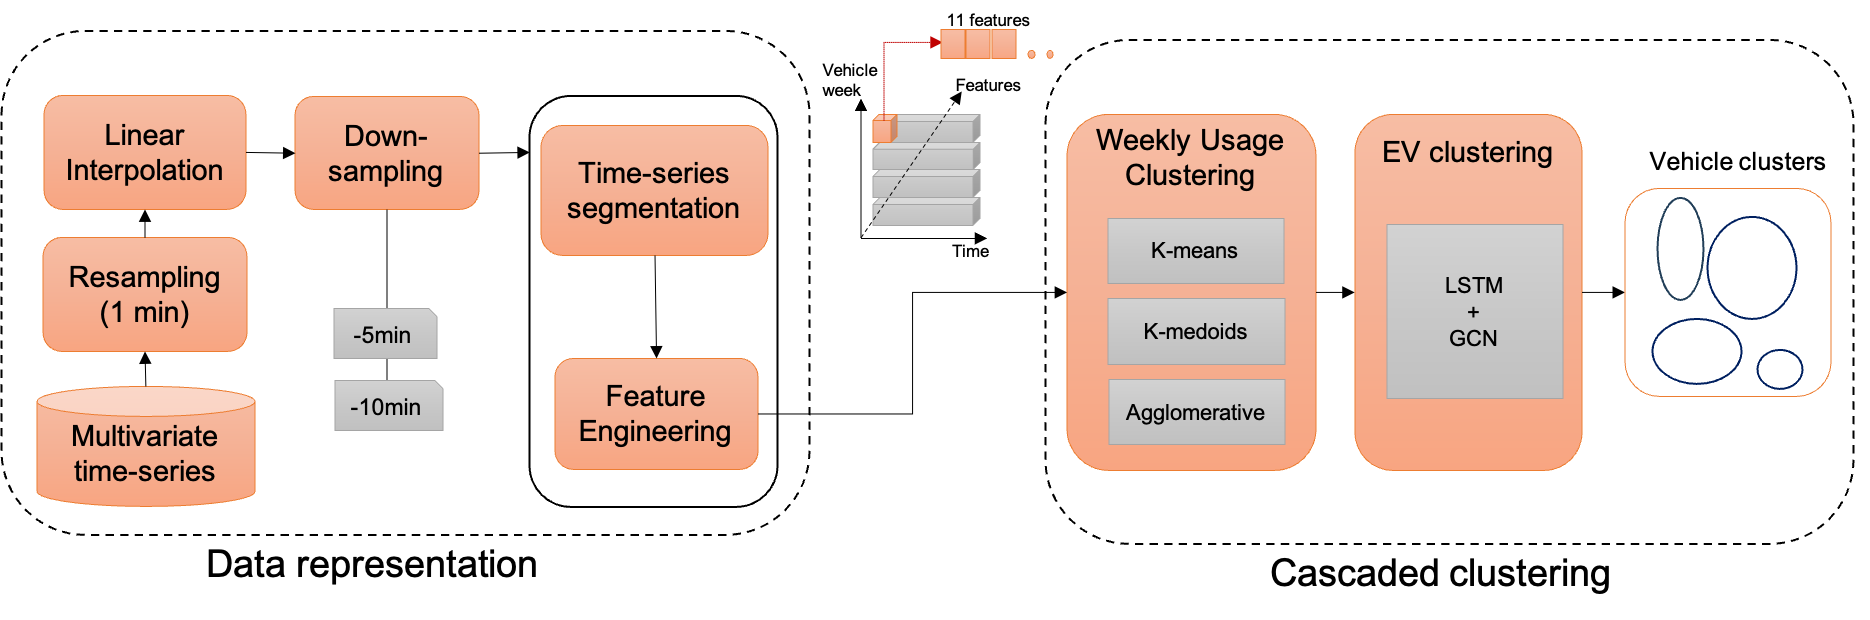 Multivariate
time-series
Resampling
(1 min)
Linear
Interpolation
Down-
sampling
-5min
-10min
Time-series
segmentation
Feature
Engineering
Data representation
11 features
Vehicle
week
Features
Time
Weekly Usage
Clustering
K-means
K-medoids
Agglomerative
EV clustering
LSTM
+
GCN
Vehicle clusters
Cascaded clustering